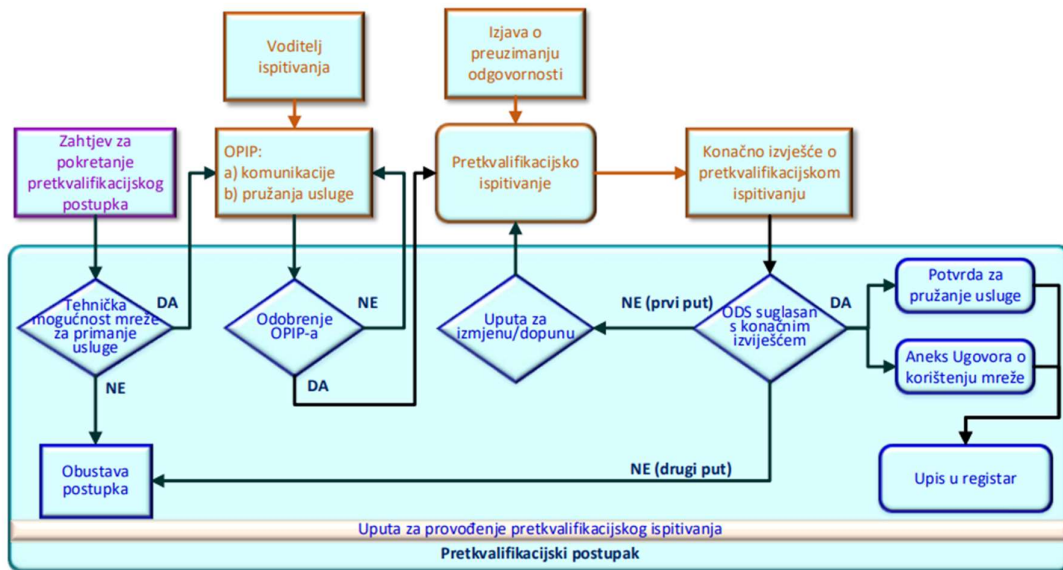 Voditelj
ispitivanja
Izjava o
preuzimanju
odgovornosti
Zahtjev za
pokretanje
pretkvalifikacijskog
postupka
OPIP:
a) komunikacije
b) pružanja usluge
Pretkvalifikacijsko
ispitivanje
Konačno izvješće o
pretkvalifikacijskom
ispitivanju
Tehnička
mogućnost mreže
za primanje
usluge
DA
NE
Odobrenje
OPIP-a
NE
DA
Uputa za
izmjenu/dopunu
NE (prvi put)
ODS suglasan
s konačnim
izviješćem
DA
Potvrda za
pružanje usluge
Aneks Ugovora o
korištenju mreže
Obustava
postupka
NE (drugi put)
Upis u registar
Uputa za provođenje pretkvalifikacijskog ispitivanja
Pretkvalifikacijski postupak